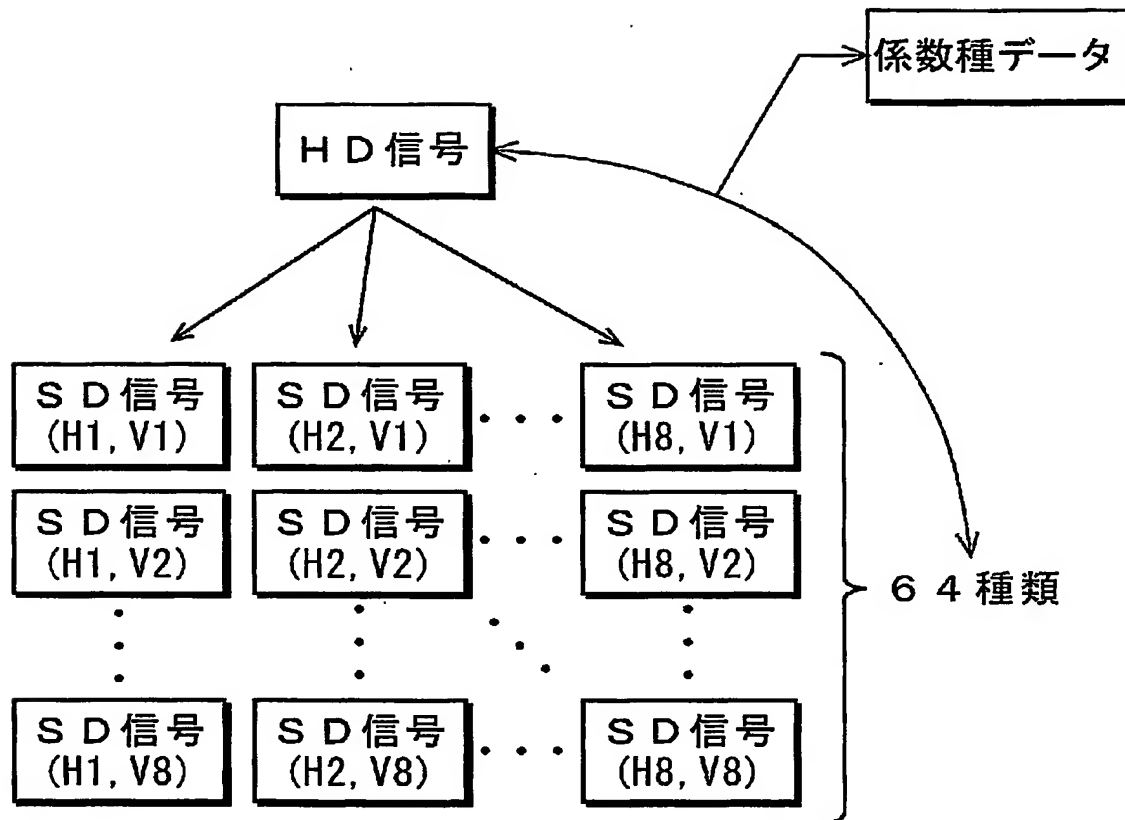 係数種データ
ＨＤ信号
ＳＤ信号
(H1, V1)
ＳＤ信号
(H2, V1)
・・・
ＳＤ信号
(H8, V1)
ＳＤ信号
(H1, V2)
ＳＤ信号
(H2, V2)
・・・
ＳＤ信号
(H8, V2)
６４種類
ＳＤ信号
(H1, V8)
ＳＤ信号
(H2, V8)
・・・
ＳＤ信号
(H8, V8)